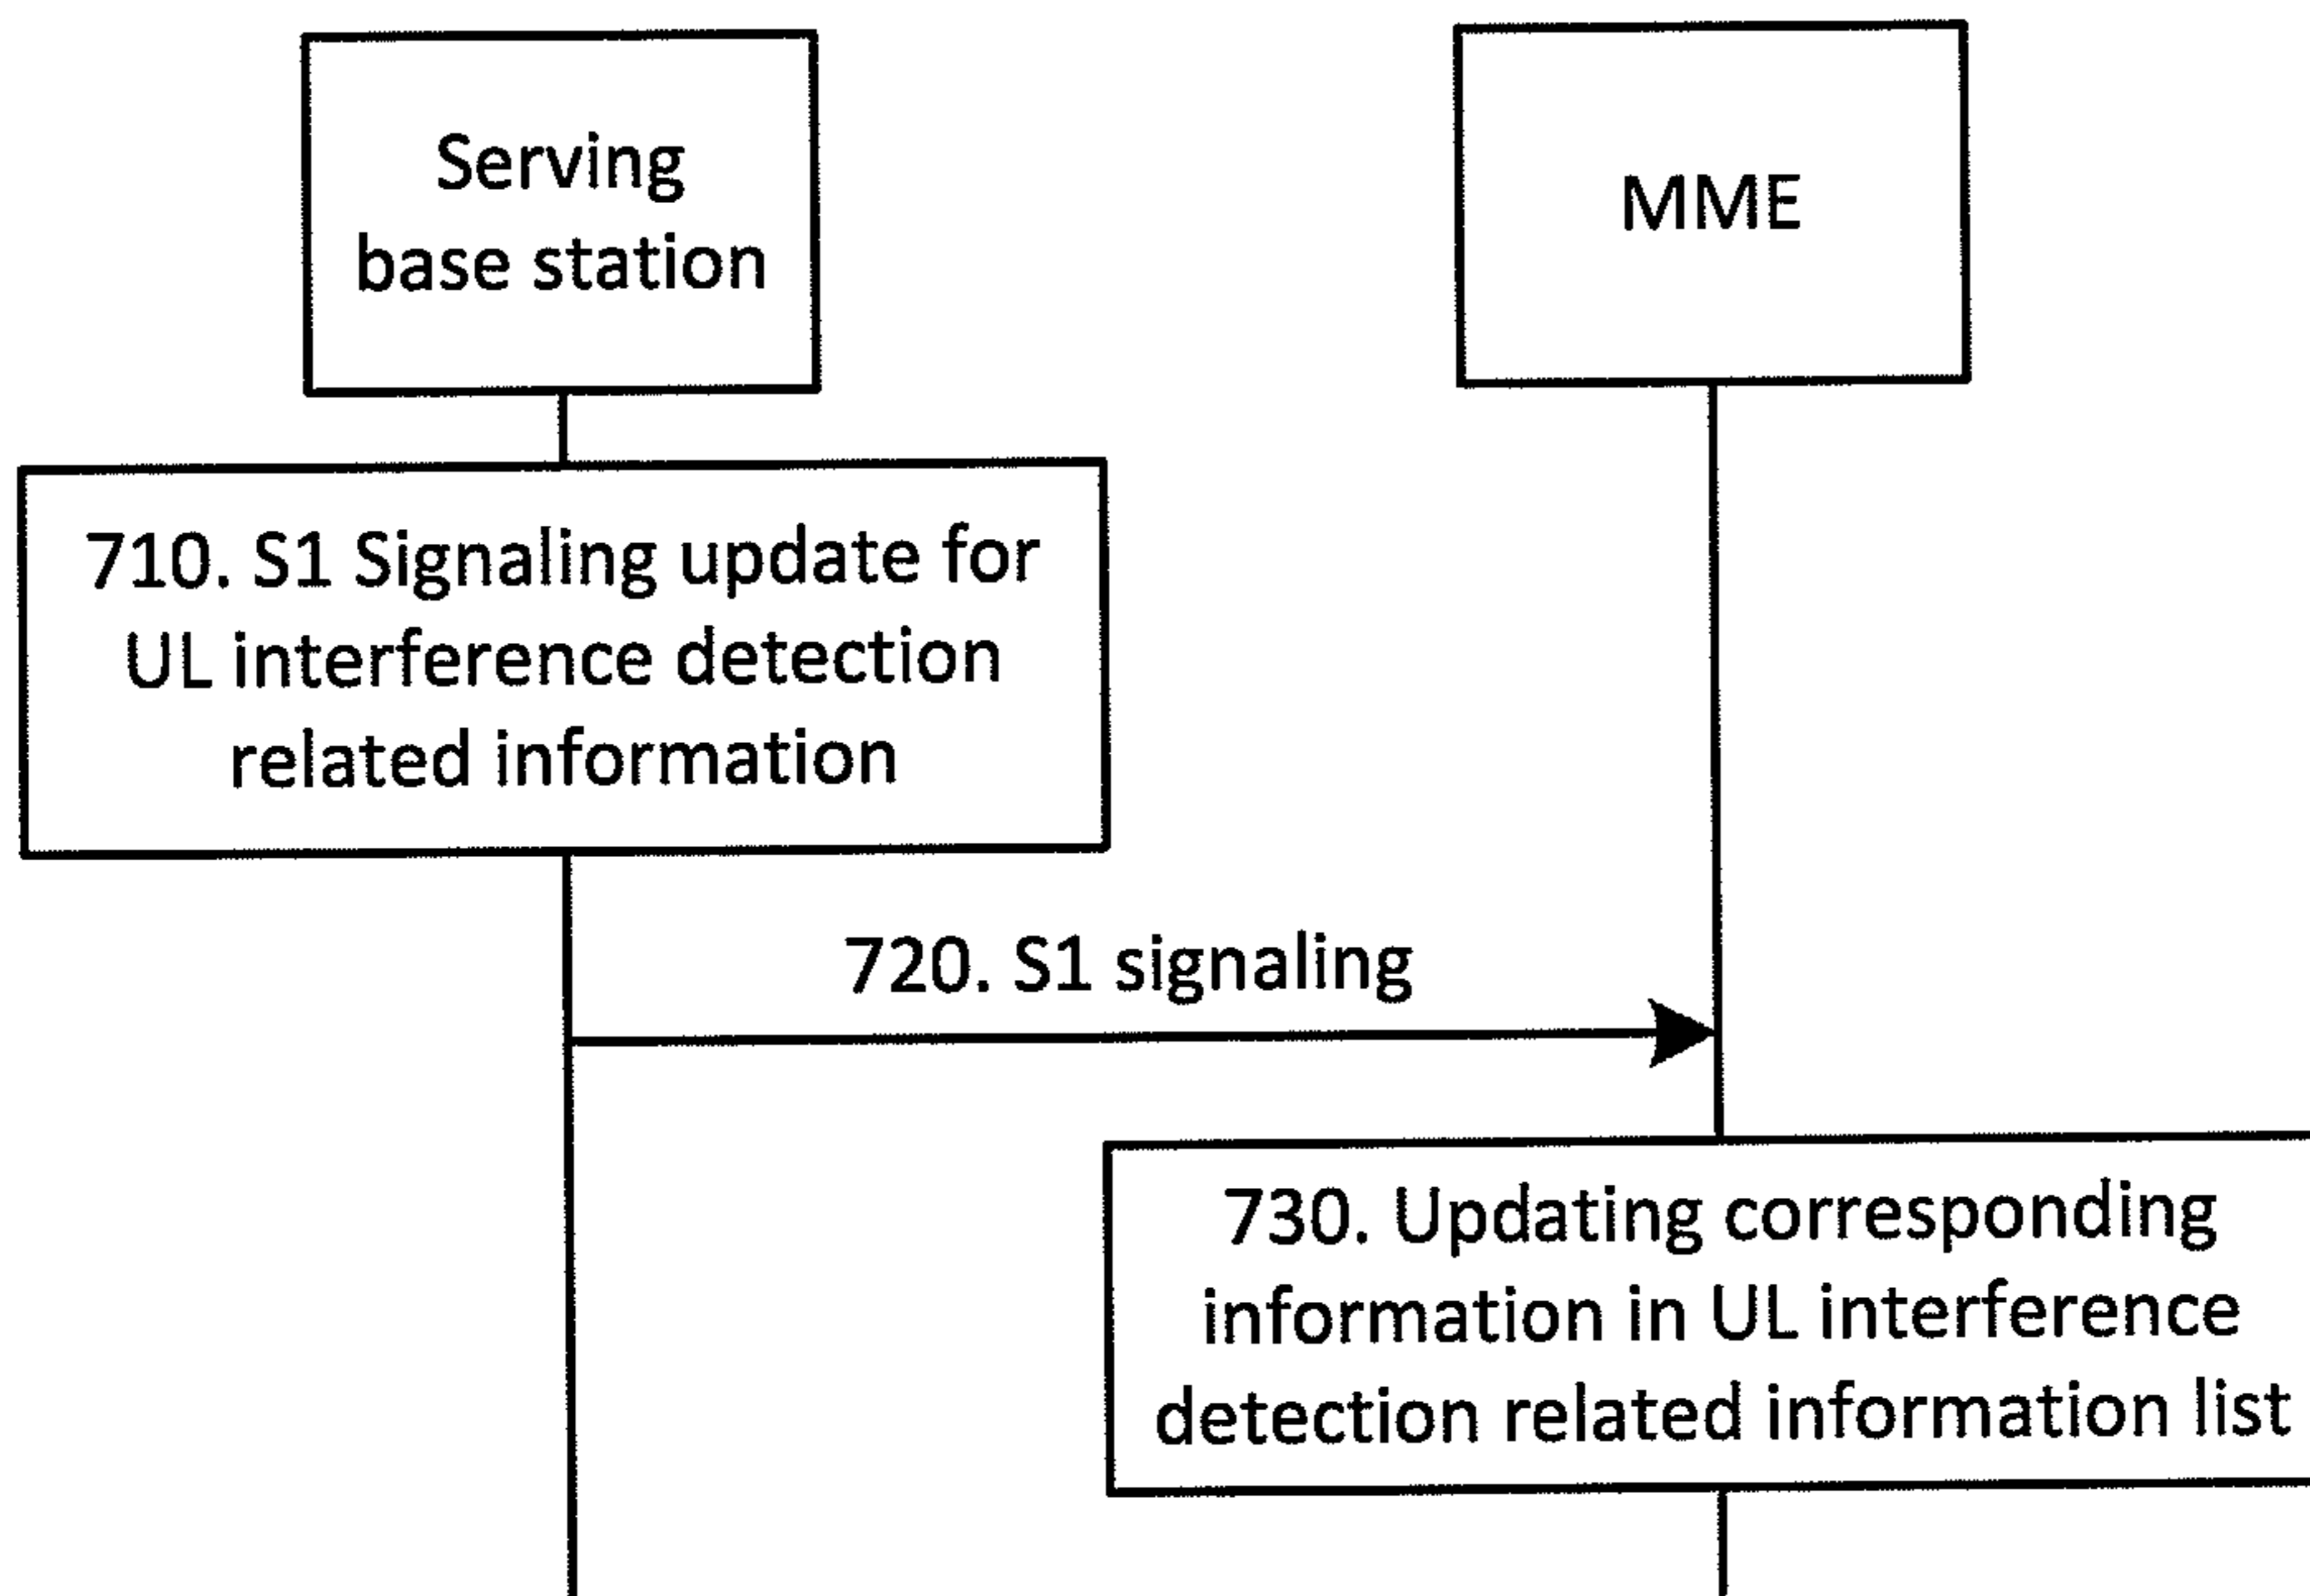 Serving
base station
MME
710. S1 Signaling update for
UL interference detection
related information
720. S1 signaling
730. Updating corresponding
information in UL interference
detection related information list